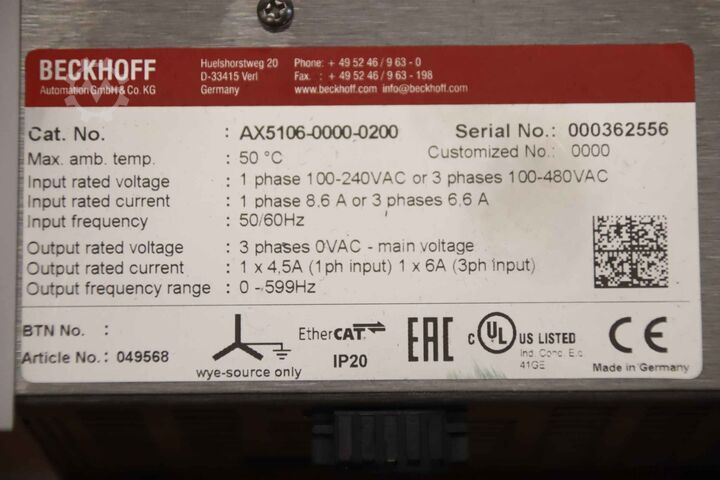 BECKHOFF
Automation GmbH & Co. KG
Huelshorstweg 20
D-33415 Verl
Germany
Phone: + 49 52 46 / 9 63 - 0
Fax. : + 49 52 46 / 9 63 - 198
www.beckhoff.com info@beckhoff.com
Cat. No. : AX5106-0000-0200
Serial No.: 000362556
Max. amb. temp. : 50 °C
Customized No.: 0000
Input rated voltage : 1 phase 100-240VAC or 3 phases 100-480VAC
Input rated current : 1 phase 8,6 A or 3 phases 6,6 A
Input frequency : 50/60Hz
Output rated voltage : 3 phases 0VAC - main voltage
Output rated current : 1 x 4,5A (1ph input) 1 x 6A (3ph input)
Output frequency range : 0 - 599Hz
BTN No. :
Article No.: 049568
wye-source only
EtherCAT
IP20
EAC
c UL US LISTED
Ind. Conq. E.c.
41GE
CE
Made in Germany